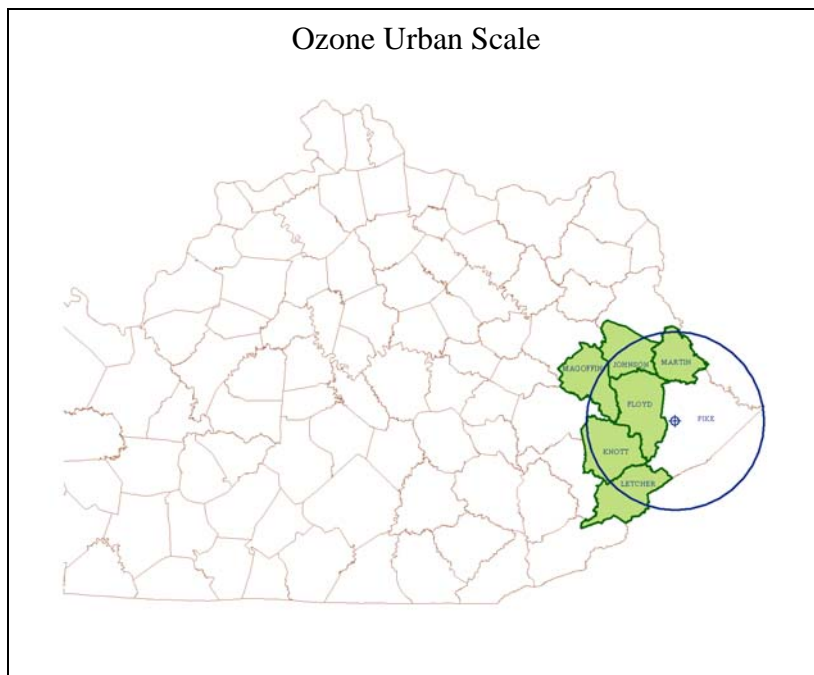 Ozone Urban Scale
MAGOFFIN
JOHNSON
MARTIN
FLOYD
PIKE
KNOTT
LETCHER